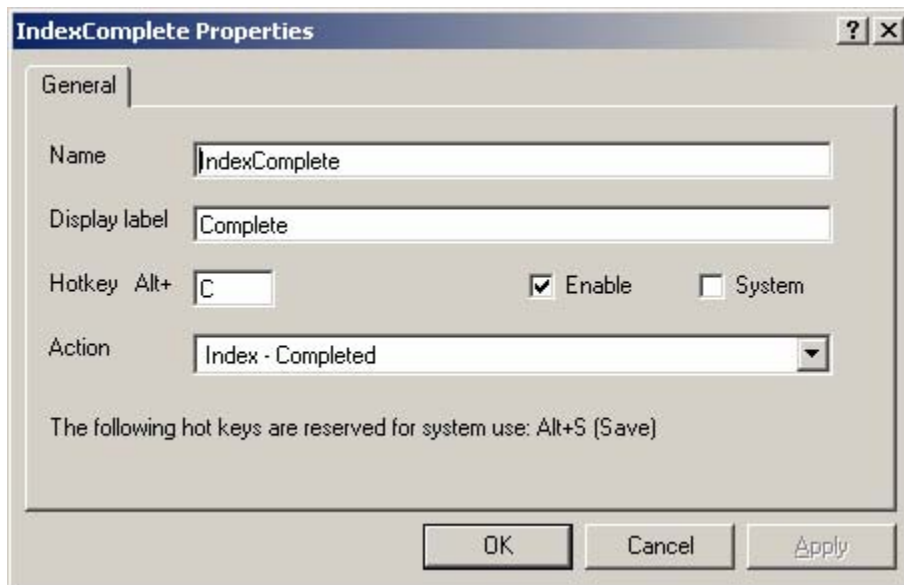 IndexComplete Properties
General
Name IndexComplete
Display label Complete
Hotkey Alt+ C Enable System
Action Index - Completed
The following hot keys are reserved for system use: Alt+S (Save)
OK Cancel Apply